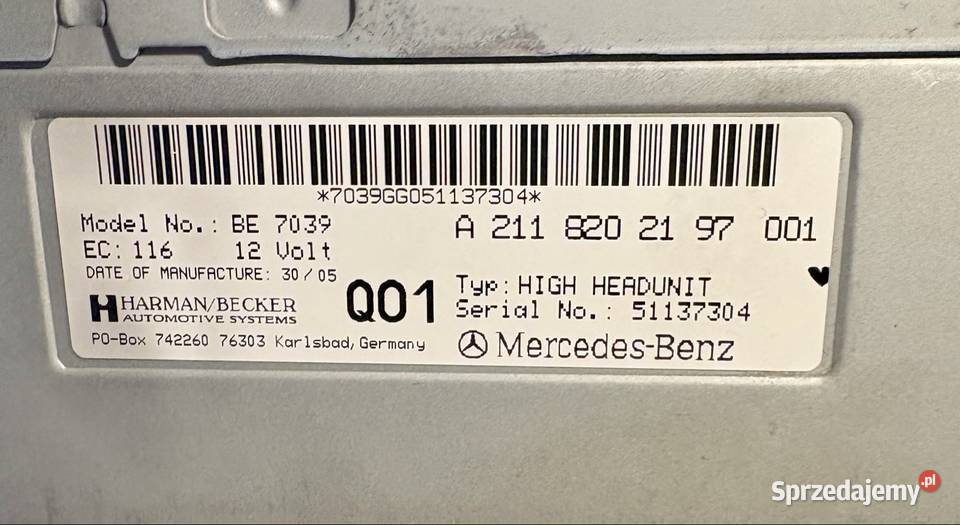 *7039GG051137304*
Model No.: BE 7039
A 211 820 21 97 001
EC: 116 12 Volt
DATE OF MANUFACTURE: 30/05
Typ: HIGH HEADUNIT
HARMAN/BECKER
AUTOMOTIVE SYSTEMS
Q01
Serial No.: 51137304
PO-Box 742260 76303 Karlsbad, Germany
Mercedes-Benz
Sprzedajemy.pl